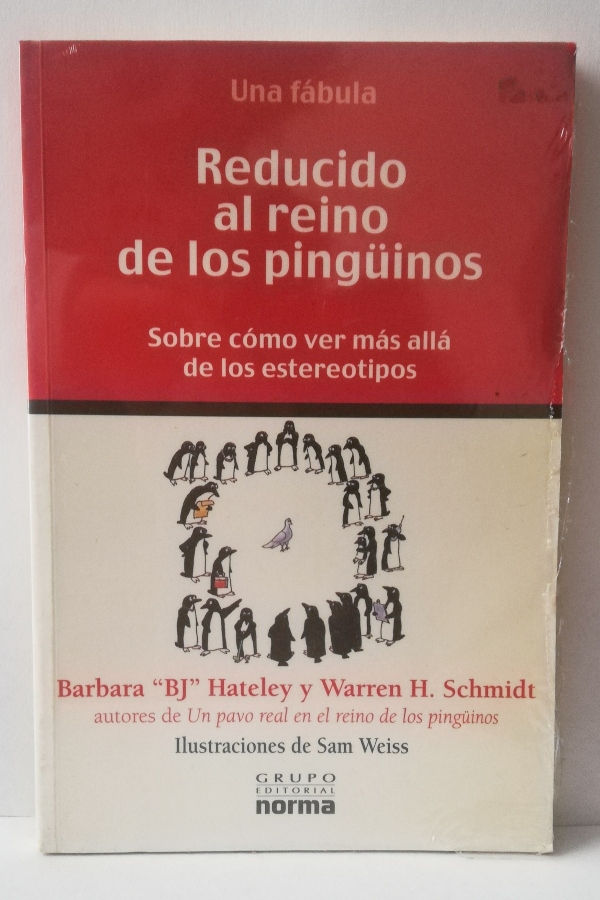 Una fábula
Reducido
al reino
de los pingüinos
Sobre cómo ver más allá
de los estereotipos
Barbara “BJ” Hateley y Warren H. Schmidt
autores de Un pavo real en el reino de los pingüinos
Ilustraciones de Sam Weiss
GRUPO
EDITORIAL
norma